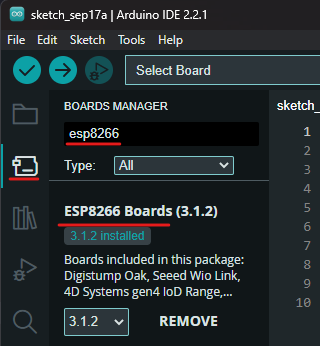 sketch_sep17a | Arduino IDE 2.2.1
File Edit Sketch Tools Help
Select Board
BOARDS MANAGER
sketch_
esp8266
Type: All
ESP8266 Boards (3.1.2)
3.1.2 installed
Boards included in this package:
Digistump Oak, Seeed Wio Link,
4D Systems gen4 IoD Range,...
3.1.2 REMOVE
1
2
3
4
5
6
7
8
9
10